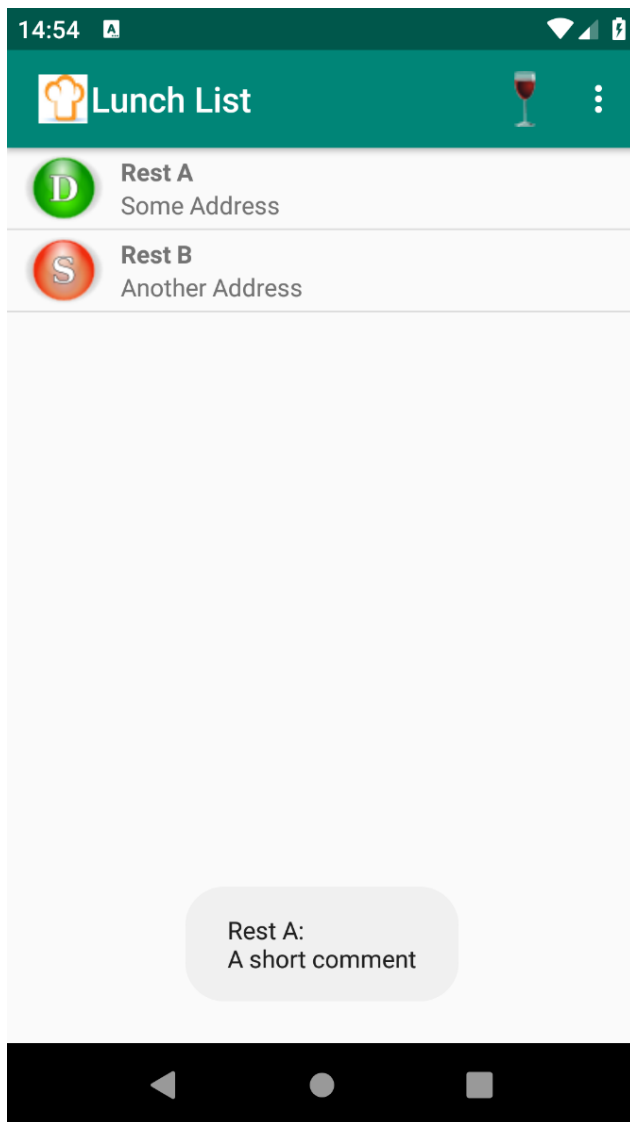 14:54 A
Lunch List
D
Rest A
Some Address
S
Rest B
Another Address
Rest A:
A short comment